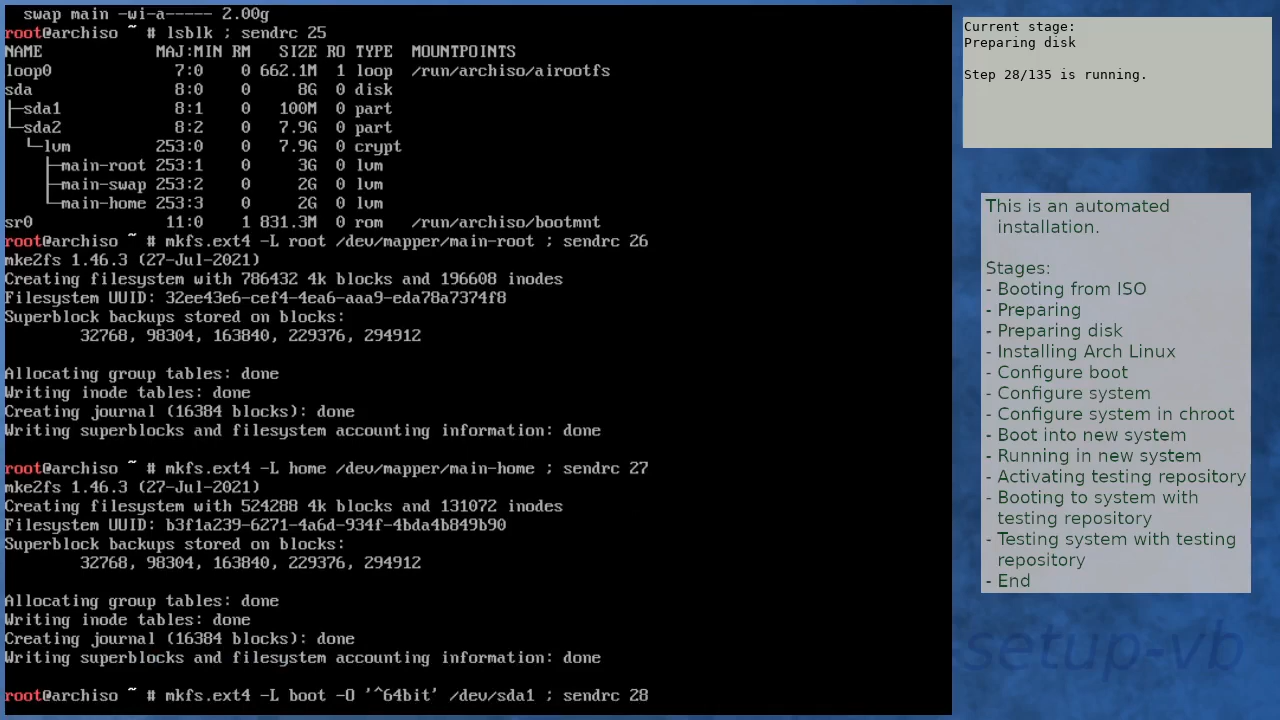 swap main -wi-a----- 2.00g
root@archiso ~ # lsblk ; sendrc 25
NAME              MAJ:MIN RM   SIZE RO TYPE  MOUNTPOINTS
loop0               7:0    0 662.1M  1 loop  /run/archiso/airootfs
sda                 8:0    0     8G  0 disk
├─sda1              8:1    0   100M  0 part
└─sda2              8:2    0   7.9G  0 part
  └─lvm           253:0    0   7.9G  0 crypt
    ├─main-root 253:1    0     3G  0 lvm
    ├─main-swap 253:2    0     2G  0 lvm
    └─main-home 253:3    0     2G  0 lvm
sr0                11:0    1 831.3M  0 rom   /run/archiso/bootmnt
root@archiso ~ # mkfs.ext4 -L root /dev/mapper/main-root ; sendrc 26
mke2fs 1.46.3 (27-Jul-2021)
Creating filesystem with 786432 4k blocks and 196608 inodes
Filesystem UUID: 32ee43e6-cef4-4ea6-aaa9-eda78a7374f8
Superblock backups stored on blocks:
        32768, 98304, 163840, 229376, 294912
Allocating group tables: done
Writing inode tables: done
Creating journal (16384 blocks): done
Writing superblocks and filesystem accounting information: done
root@archiso ~ # mkfs.ext4 -L home /dev/mapper/main-home ; sendrc 27
mke2fs 1.46.3 (27-Jul-2021)
Creating filesystem with 524288 4k blocks and 131072 inodes
Filesystem UUID: b3f1a239-6271-4a6d-934f-4bda4b849b90
Superblock backups stored on blocks:
        32768, 98304, 163840, 229376, 294912
Allocating group tables: done
Writing inode tables: done
Creating journal (16384 blocks): done
Writing superblocks and filesystem accounting information: done
root@archiso ~ # mkfs.ext4 -L boot -O '^64bit' /dev/sda1 ; sendrc 28
Current stage:
Preparing disk
Step 28/135 is running.
This is an automated
installation.
Stages:
- Booting from ISO
- Preparing
- Preparing disk
- Installing Arch Linux
- Configure boot
- Configure system
- Configure system in chroot
- Boot into new system
- Running in new system
- Activating testing repository
- Booting to system with
testing repository
- Testing system with testing
repository
- End
setup-vb